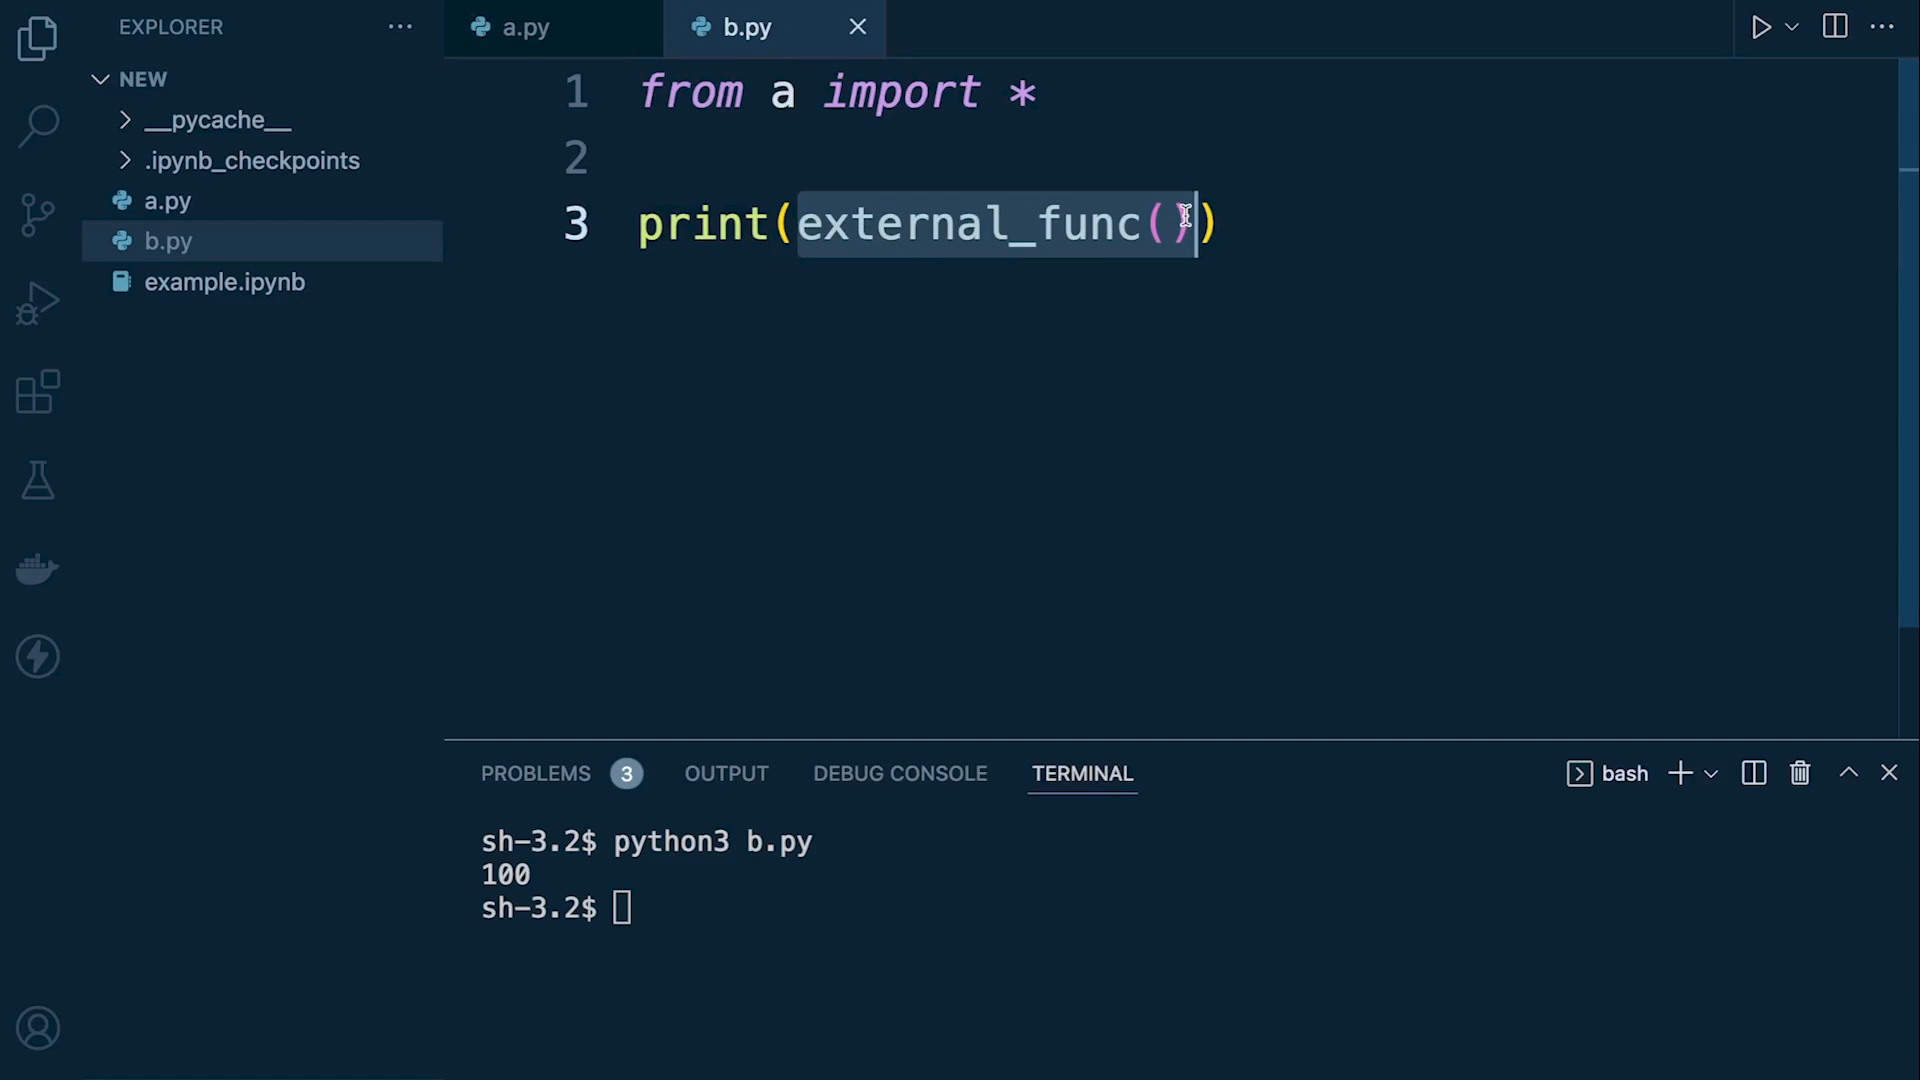 EXPLORER
NEW
__pycache__
.ipynb_checkpoints
a.py
b.py
example.ipynb
a.py
b.py
1 from a import *
2
3 print(external_func())
PROBLEMS 3 OUTPUT DEBUG CONSOLE TERMINAL
bash
sh-3.2$ python3 b.py
100
sh-3.2$